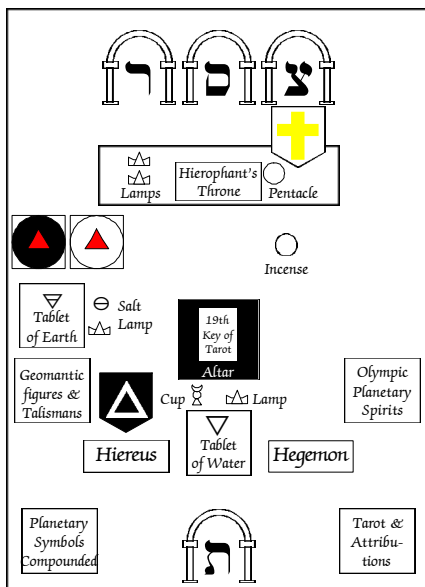 צ ס ר
Lamps
Hierophant's
Throne
Pentacle
Incense
Tablet
of Earth
Salt
Lamp
19th
Key of
Tarot
Altar
Geomantic
figures &
Talismans
Cup
Lamp
Olympic
Planetary
Spirits
Hiereus
Tablet
of Water
Hegemon
Planetary
Symbols
Compounded
ת
Tarot &
Attribu-
tions